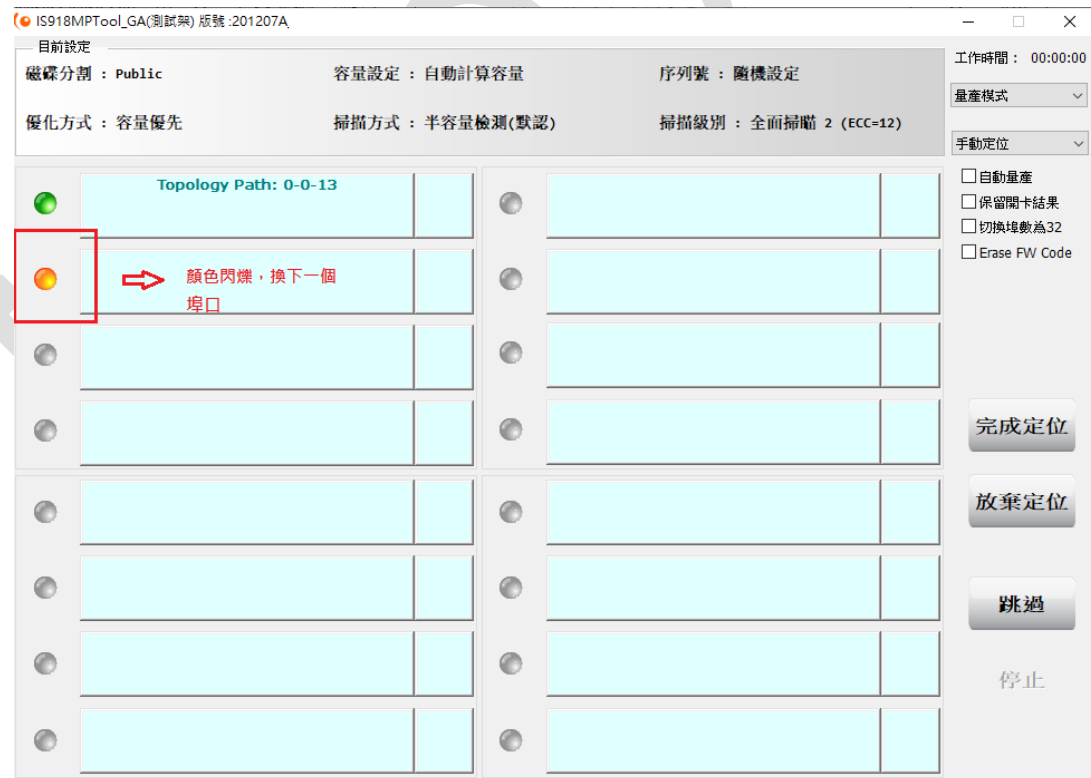 IS918MPTool_GA(測試架) 版號 :201207A
目前設定
磁碟分割 : Public
容量設定 : 自動計算容量
序列號 : 隨機設定
優化方式 : 容量優先
掃描方式 : 半容量檢測(默認)
掃描級別 : 全面掃瞄 2 (ECC=12)
工作時間 : 00:00:00
量產模式
手動定位
自動量產
保留開卡結果
切換埠數為32
Erase FW Code
Topology Path: 0-0-13
顏色閃爍，換下一個
埠口
完成定位
放棄定位
跳過
停止